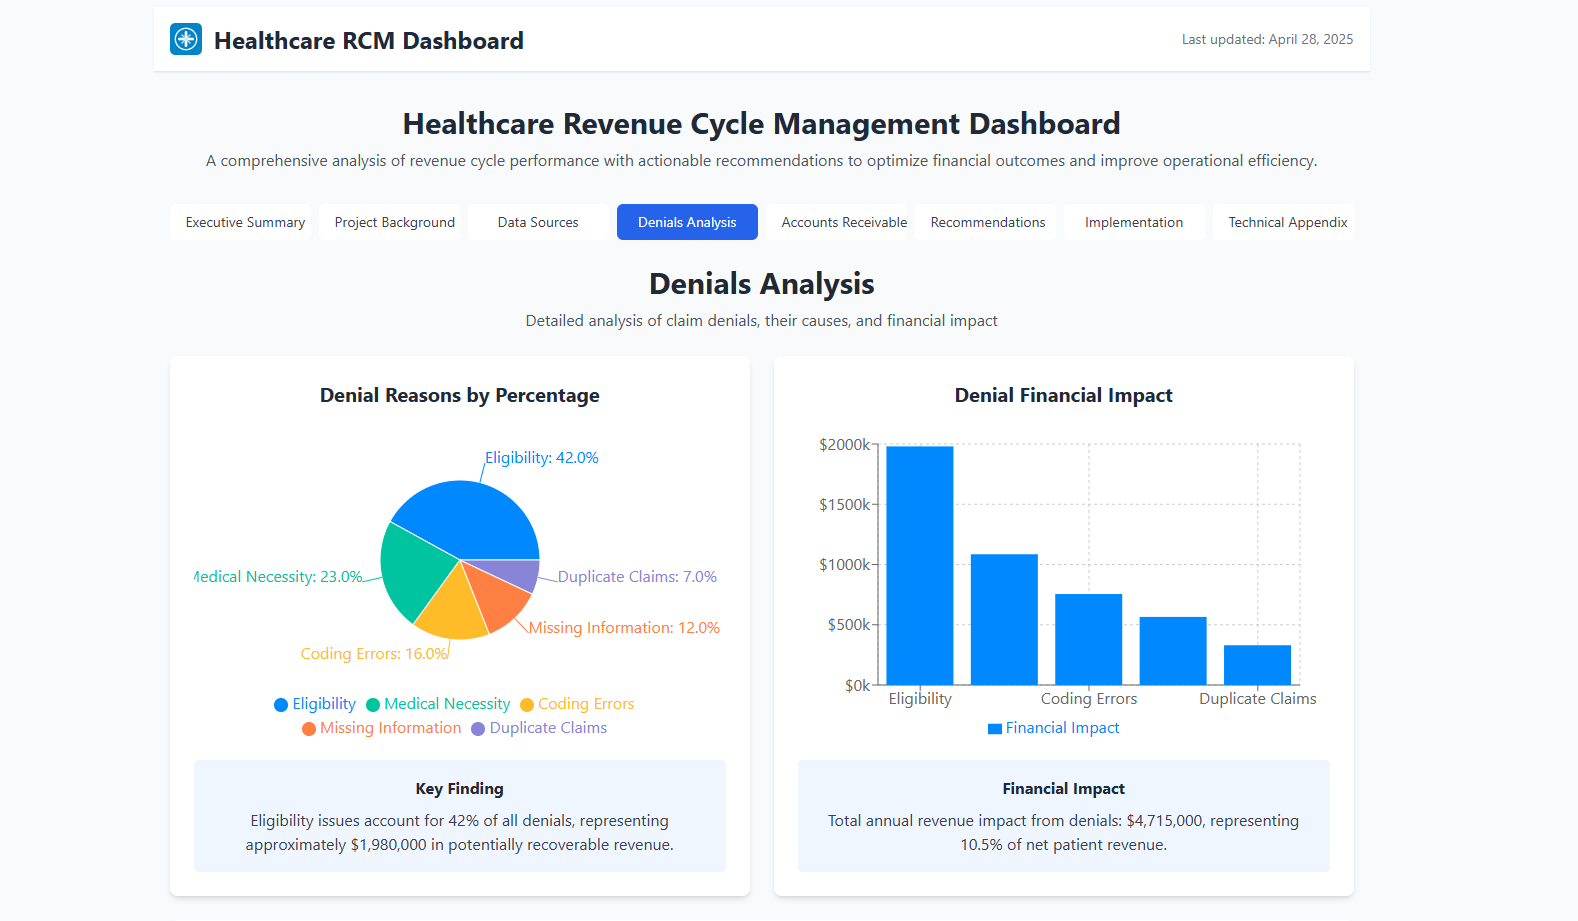 Healthcare RCM Dashboard
Last updated: April 28, 2025
Healthcare Revenue Cycle Management Dashboard
A comprehensive analysis of revenue cycle performance with actionable recommendations to optimize financial outcomes and improve operational efficiency.
Executive Summary
Project Background
Data Sources
Denials Analysis
Accounts Receivable
Recommendations
Implementation
Technical Appendix
Denials Analysis
Detailed analysis of claim denials, their causes, and financial impact
Denial Reasons by Percentage
Eligibility: 42.0%
Medical Necessity: 23.0%
Duplicate Claims: 7.0%
Missing Information: 12.0%
Coding Errors: 16.0%
Eligibility Medical Necessity Coding Errors
Missing Information Duplicate Claims
Key Finding
Eligibility issues account for 42% of all denials, representing
approximately $1,980,000 in potentially recoverable revenue.
Denial Financial Impact
$2000k
$1500k
$1000k
$500k
$0k
Eligibility Coding Errors Duplicate Claims
Financial Impact
Financial Impact
Total annual revenue impact from denials: $4,715,000, representing
10.5% of net patient revenue.